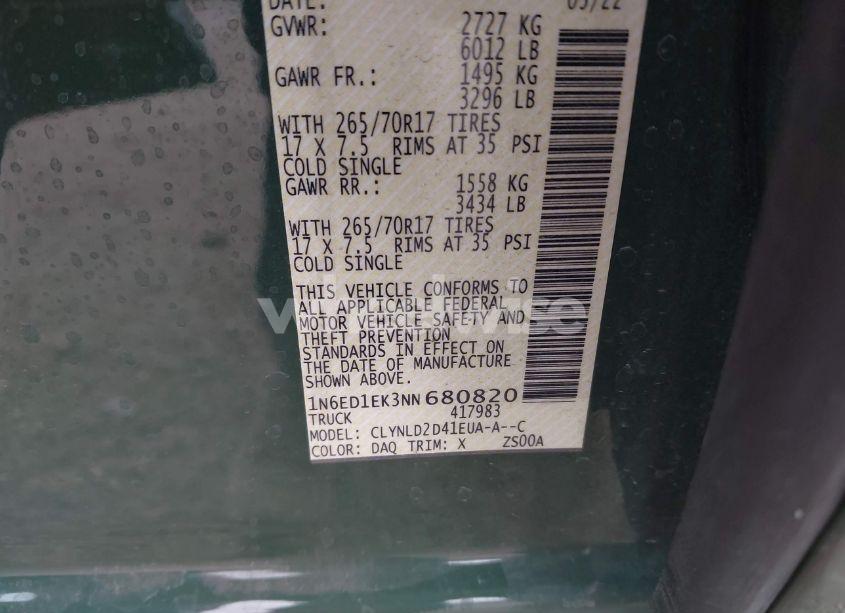 DATE: 05/22
GVWR: 2727 KG
6012 LB
GAWR FR.: 1495 KG
3296 LB
WITH 265/70R17 TIRES
17 X 7.5 RIMS AT 35 PSI
COLD SINGLE
GAWR RR.: 1558 KG
3434 LB
WITH 265/70R17 TIRES
17 X 7.5 RIMS AT 35 PSI
COLD SINGLE
THIS VEHICLE CONFORMS TO
ALL APPLICABLE FEDERAL
MOTOR VEHICLE SAFETY AND
THEFT PREVENTION
STANDARDS IN EFFECT ON
THE DATE OF MANUFACTURE
SHOWN ABOVE.
1N6ED1EK3NN680820
TRUCK 417983
MODEL: CLYNLD2D41EUA-A--C
COLOR: DAQ TRIM: X ZS00A